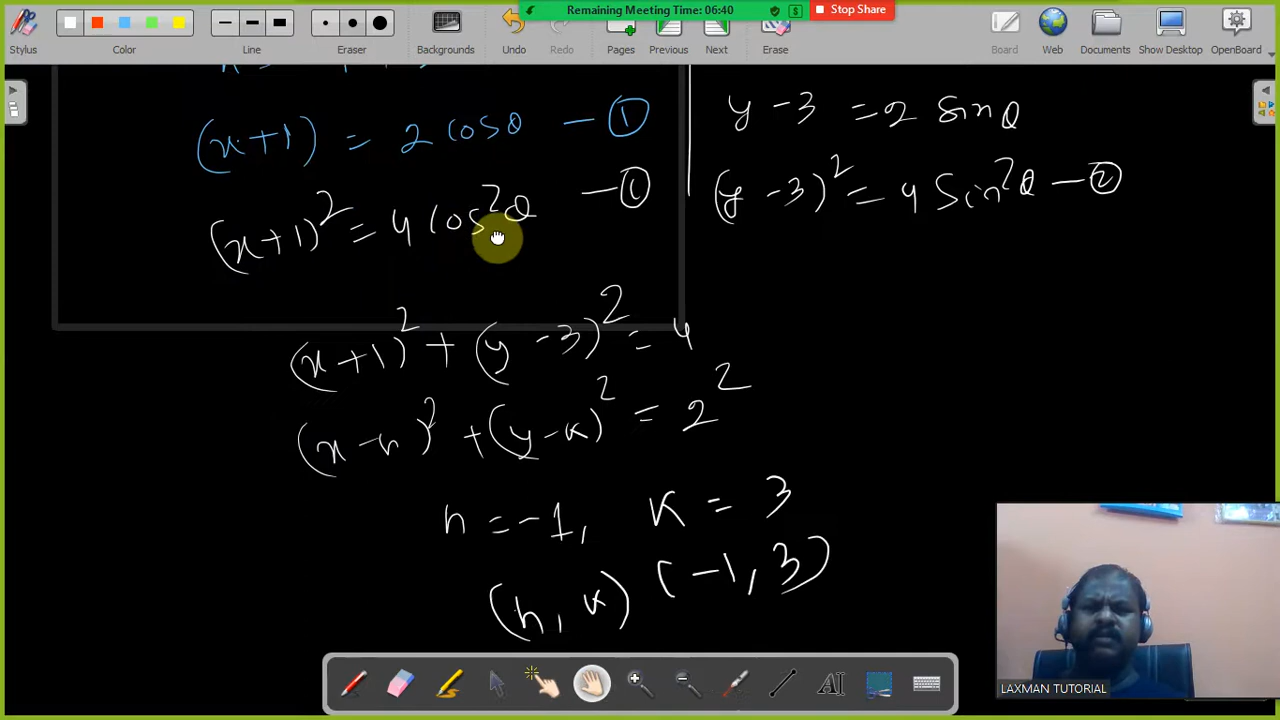 Remaining Meeting Time: 06:40
$
Stop Share
Stylus
Color
Line
Eraser
Backgrounds
Undo
Redo
Pages
Previous
Next
Erase
Board
Web
Documents
Show Desktop
OpenBoard
(x+1) = 2 cosθ — ①
(x+1)² = 4 cos²θ — ①
y -3 = 2 Sinθ
(y -3)² = 4 Sin²θ — ②
(x+1)² + (y -3)² = 4
(x-h)² + (y-k)² = 2²
h = -1, k = 3
(h, k) (-1, 3)
LAXMAN TUTORIAL
AI